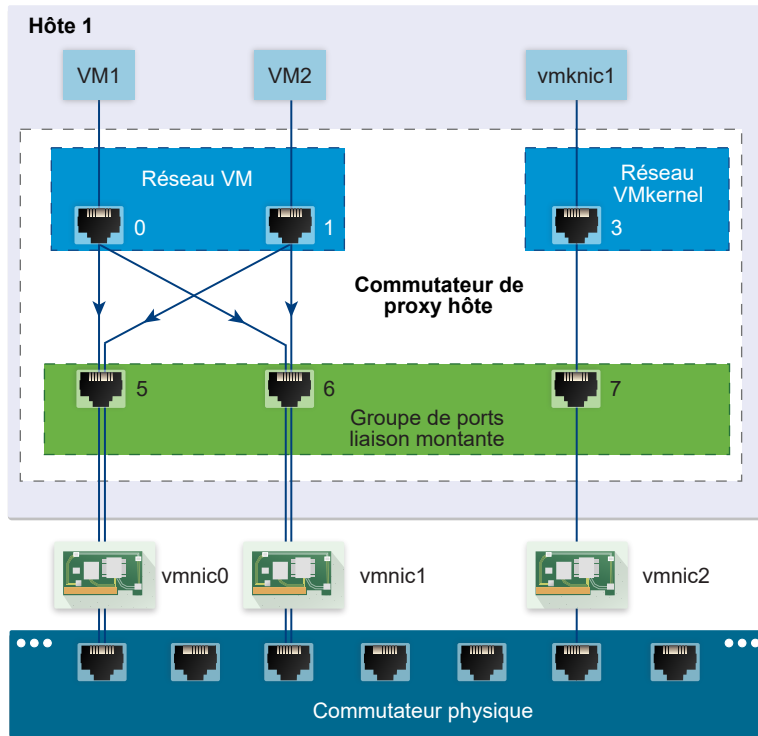 Hôte 1
VM1
VM2
vmknic1
Réseau VM
Réseau
VMkernel
0
1
3
Commutateur de
proxy hôte
5
6
7
Groupe de ports
liaison montante
vmnic0
vmnic1
vmnic2
Commutateur physique